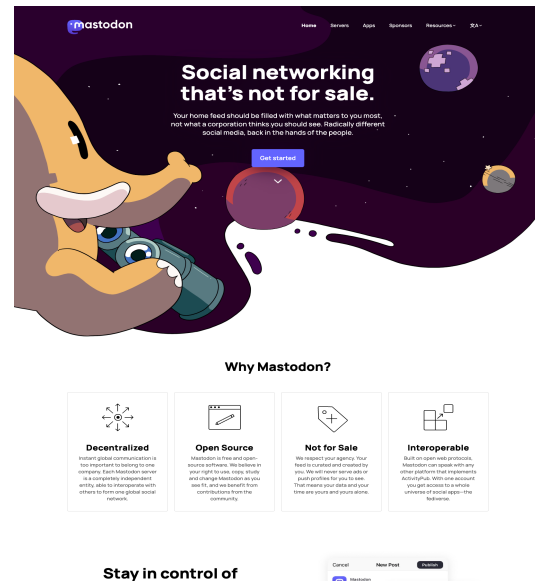 mastodon
Home Servers Apps Sponsors Resources 文A
Social networking
that's not for sale.
Your home feed should be filled with what matters to you most,
not what a corporation thinks you should see. Radically different
social media, back in the hands of the people.
Get started
Why Mastodon?
Decentralized
Instant global communication is
too important to belong to one
company. Each Mastodon server
is a completely independent
entity, able to interoperate with
others to form one global social
network.
Open Source
Mastodon is free and open-
source software. We believe in
your right to use, copy, study
and change Mastodon as you
see fit, and we benefit from
contributions from the
community.
Not for Sale
We respect your agency. Your
feed is curated and created by
you. We will never serve ads or
push profiles for you to see.
That means your data and your
time are yours and yours alone.
Interoperable
Built on open web protocols,
Mastodon can speak with any
other platform that implements
ActivityPub. With one account
you get access to a whole
universe of social apps—the
fediverse.
Stay in control of
Cancel New Post Publish
Mastodon